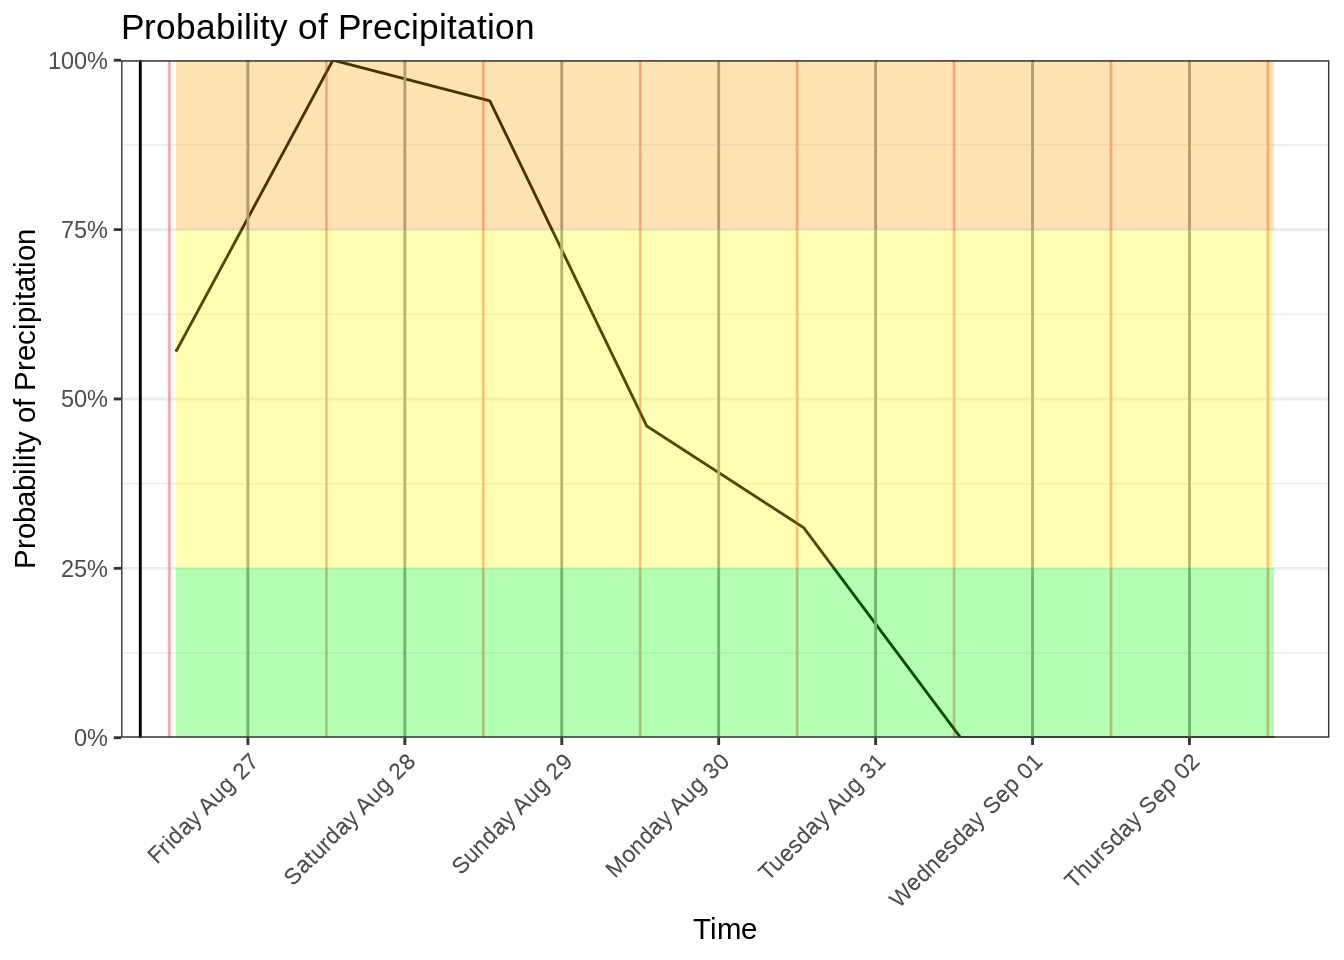 Probability of Precipitation
Probability of Precipitation
100%
75%
50%
25%
0%
Friday Aug 27
Saturday Aug 28
Sunday Aug 29
Monday Aug 30
Tuesday Aug 31
Wednesday Sep 01
Thursday Sep 02
Time